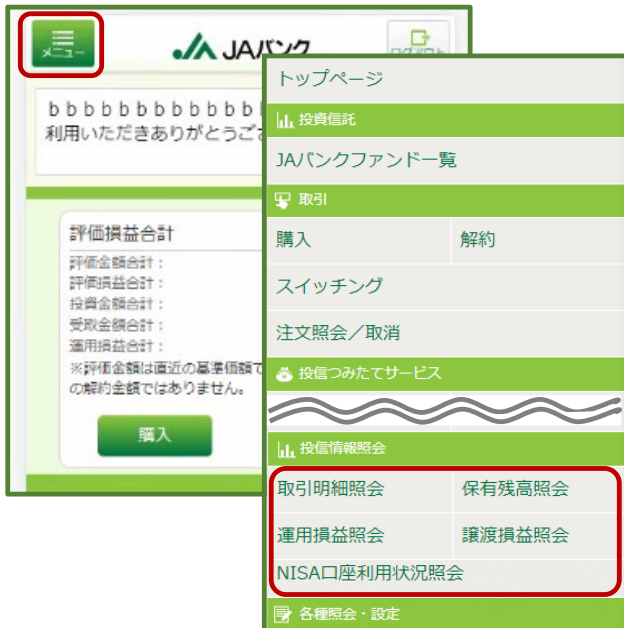 メニュー
JAバンク
ログアウト
bbbbbbbbbbbbb
利用いただきありがとうござ
評価損益合計
評価金額合計：
評価損益合計：
投資金額合計：
受取金額合計：
運用損益合計：
※評価金額は直近の基準価額で
の解約金額ではありません。
購入
トップページ
投資信託
JAバンクファンド一覧
取引
購入 解約
スイッチング
注文照会／取消
投信つみたてサービス
投信情報照会
取引明細照会 保有残高照会
運用損益照会 譲渡損益照会
NISA口座利用状況照会
各種照会・設定